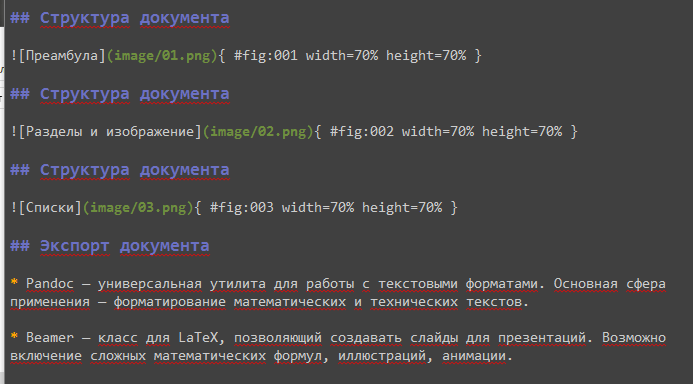 ## Структура документа
![Преамбула](image/01.png){ #fig:001 width=70% height=70% }
## Структура документа
![Разделы и изображение](image/02.png){ #fig:002 width=70% height=70% }
## Структура документа
![Списки](image/03.png){ #fig:003 width=70% height=70% }
## Экспорт документа
* Pandoc — универсальная утилита для работы с текстовыми форматами. Основная сфера
применения — форматирование математических и технических текстов.
* Beamer — класс для LaTeX, позволяющий создавать слайды для презентаций. Возможно
включение сложных математических формул, иллюстраций, анимации.